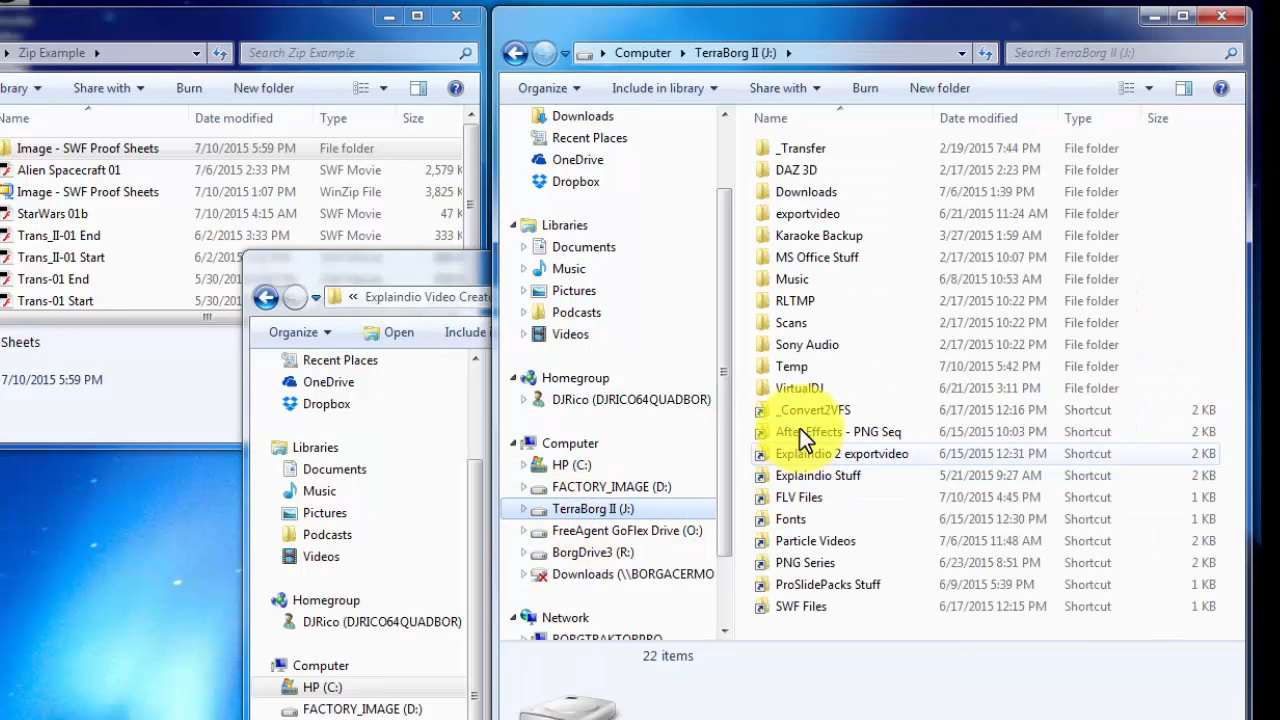 Zip Example
Search Zip Example
Library
Share with
Burn
New folder
Name
Date modified
Type
Size
Image - SWF Proof Sheets 7/10/2015 5:59 PM File folder
Alien Spacecraft 01 7/6/2015 2:33 PM SWF Movie 2,579 K
Image - SWF Proof Sheets 7/10/2015 1:07 PM WinZip File 3,825 K
StarWars 01b 7/10/2015 4:15 AM SWF Movie 47 K
Trans_II-01 End 6/2/2015 3:33 PM SWF Movie 333 K
Trans_II-01 Start 6/2/2015
Trans-01 End 5/30/20
Trans-01 Start 5/30/20
Sheets
7/10/2015 5:59 PM
« Explaindio Video Creato
Organize
Open
Include i
Recent Places
OneDrive
Dropbox
Libraries
Documents
Music
Pictures
Podcasts
Videos
Homegroup
DJRico (DJRICO64QUADBOR)
Computer
HP (C:)
FACTORY_IMAGE (D:)
Computer
TerraBorg II (J:)
Search TerraBorg II (J:)
Organize
Include in library
Share with
Burn
New folder
Downloads
Recent Places
OneDrive
Dropbox
Libraries
Documents
Music
Pictures
Podcasts
Videos
Homegroup
DJRico (DJRICO64QUADBOR)
Computer
HP (C:)
FACTORY_IMAGE (D:)
TerraBorg II (J:)
FreeAgent GoFlex Drive (O:)
BorgDrive3 (R:)
Downloads (\\BORGACERMO
Network
BORGTRAKTORPRO
Name
Date modified
Type
Size
_Transfer 2/19/2015 7:44 PM File folder
DAZ 3D 2/17/2015 2:23 PM File folder
Downloads 7/6/2015 1:39 PM File folder
exportvideo 6/21/2015 11:24 AM File folder
Karaoke Backup 3/27/2015 1:59 AM File folder
MS Office Stuff 2/17/2015 10:07 PM File folder
Music 6/8/2015 10:53 AM File folder
RLTMP 2/17/2015 10:22 PM File folder
Scans 2/17/2015 10:22 PM File folder
Sony Audio 2/17/2015 10:22 PM File folder
Temp 7/10/2015 5:42 PM File folder
VirtualDJ 6/21/2015 3:11 PM File folder
_Convert2VFS 6/17/2015 12:16 PM Shortcut 2 KB
AfterEffects - PNG Seq 6/15/2015 10:03 PM Shortcut 2 KB
Explaindio 2 exportvideo 6/15/2015 12:31 PM Shortcut 2 KB
Explaindio Stuff 5/21/2015 9:27 AM Shortcut 2 KB
FLV Files 7/10/2015 4:45 PM Shortcut 1 KB
Fonts 6/15/2015 12:30 PM Shortcut 1 KB
Particle Videos 7/6/2015 11:48 AM Shortcut 1 KB
PNG Series 6/23/2015 8:51 PM Shortcut 1 KB
ProSlidePacks Stuff 6/9/2015 5:39 PM Shortcut 1 KB
SWF Files 6/17/2015 12:15 PM Shortcut 1 KB
22 items